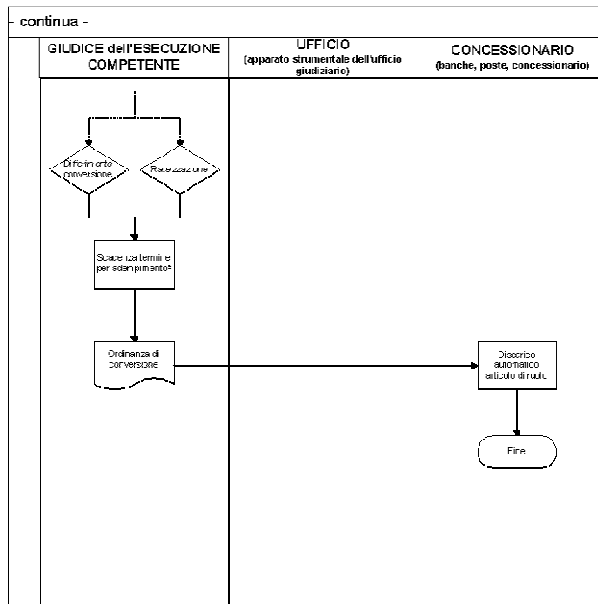 - continua -
GIUDICE dell'ESECUZIONE
COMPETENTE
UFFICIO
(apparato strumentale dell'ufficio
giudiziario)
CONCESSIONARIO
(banche, poste, concessionario)
Differimento
conversione
Rateizzazione
Scadenza termine
per adempimento
Ordinanza di
conversione
Discarico
automatico
articolo di ruolo
Fine